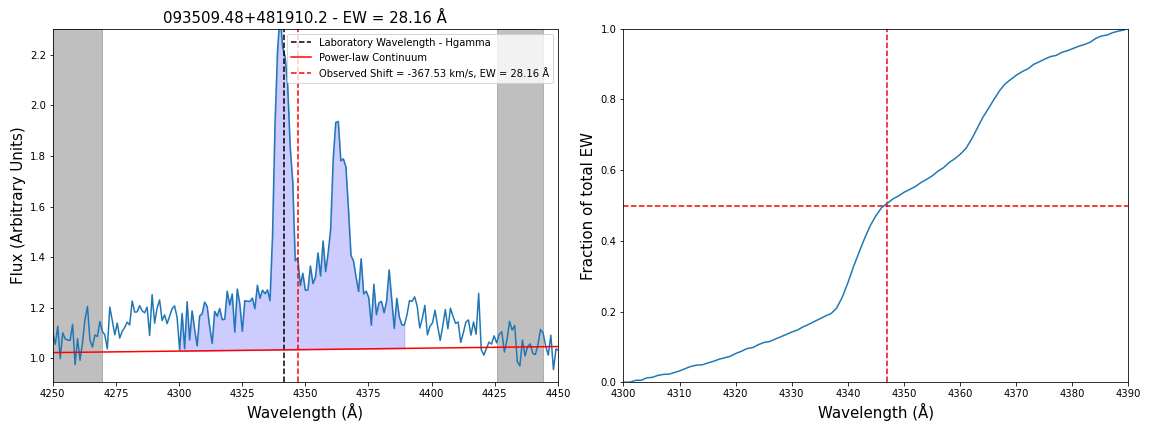 093509.48+481910.2 - EW = 28.16 Å
Laboratory Wavelength - Hgamma
Power-law Continuum
Observed Shift = -367.53 km/s, EW = 28.16 Å
Flux (Arbitrary Units)
2.2
2.0
1.8
1.6
1.4
1.2
1.0
4250 4275 4300 4325 4350 4375 4400 4425 4450
Wavelength (Å)
Fraction of total EW
1.0
0.8
0.6
0.4
0.2
0.0
4300 4310 4320 4330 4340 4350 4360 4370 4380 4390
Wavelength (Å)